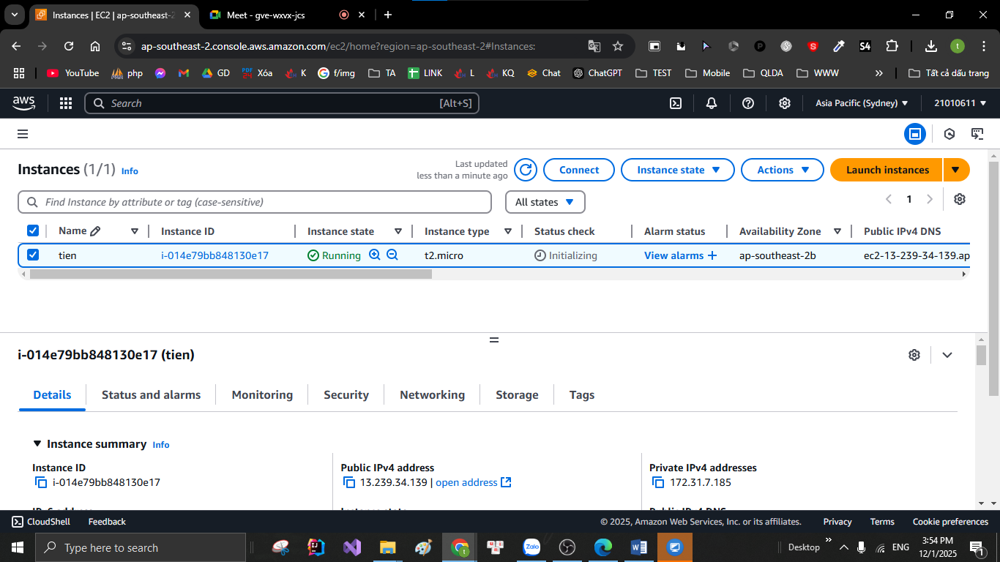 Instances | EC2 | ap-southeast-2
Meet - gve-wxvx-jcs
ap-southeast-2.console.aws.amazon.com/ec2/home?region=ap-southeast-2#Instances:
S4
t
YouTube
php
M
GD
PDF 24 Xóa
K
f/img
TA
LINK
L
KQ
Chat
ChatGPT
TEST
Mobile
QLDA
WWW
Tất cả dấu trang
aws
Search
[Alt+S]
Asia Pacific (Sydney)
21010611
Instances (1/1) Info
Last updated
less than a minute ago
Connect
Instance state
Actions
Launch instances
Find Instance by attribute or tag (case-sensitive)
All states
1
Name
Instance ID
Instance state
Instance type
Status check
Alarm status
Availability Zone
Public IPv4 DNS
tien
i-014e79bb848130e17
Running
t2.micro
Initializing
View alarms +
ap-southeast-2b
ec2-13-239-34-139.ap
i-014e79bb848130e17 (tien)
Details
Status and alarms
Monitoring
Security
Networking
Storage
Tags
Instance summary Info
Instance ID
i-014e79bb848130e17
Public IPv4 address
13.239.34.139 | open address
Private IPv4 addresses
172.31.7.185
CloudShell
Feedback
© 2025, Amazon Web Services, Inc. or its affiliates.
Privacy
Terms
Cookie preferences
Type here to search
Zalo
Desktop
ENG
3:54 PM
12/1/2025
1